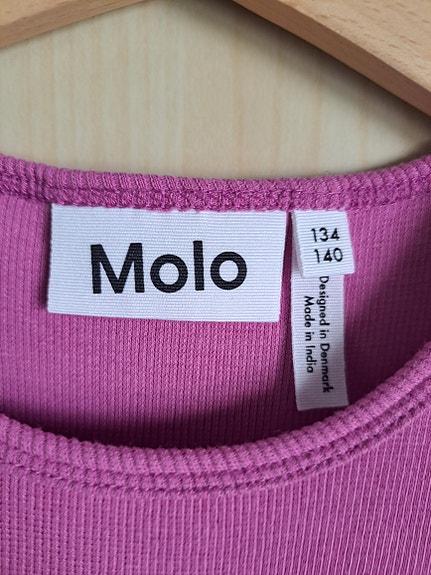 Molo
134
140
Designed in Denmark
Made in India